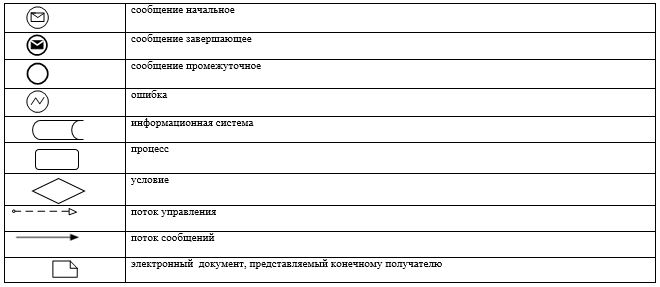 сообщение начальное
сообщение завершающее
сообщение промежуточное
ошибка
информационная система
процесс
условие
поток управления
поток сообщений
электронный документ, представляемый конечному получателю